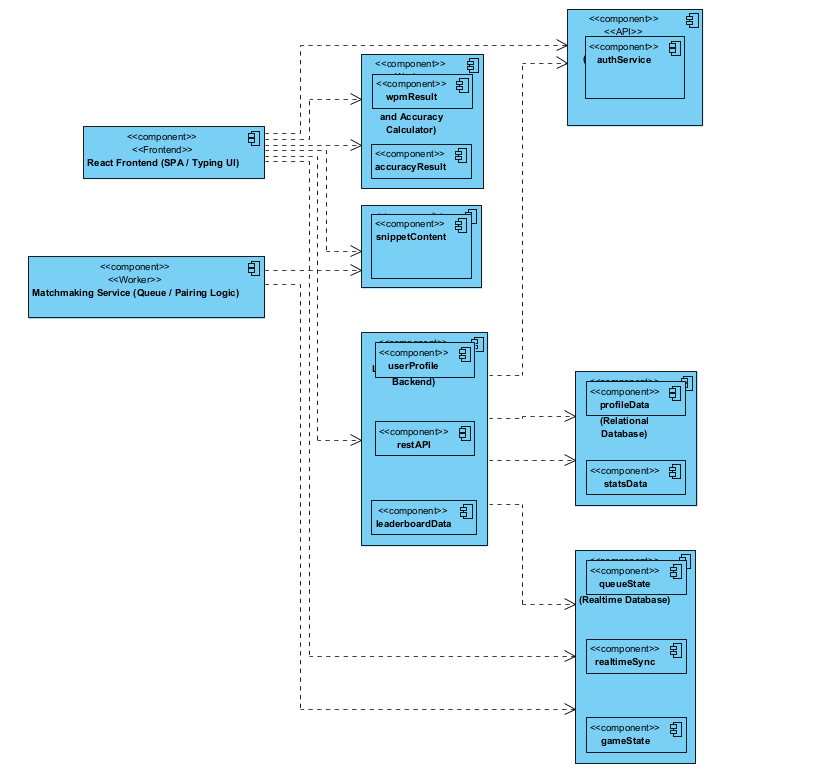 <<component>>
<<API>>
<<component>>
authService
<<component>>
<<component>>
wpmResult
and Accuracy
Calculator)
<<component>>
accuracyResult
<<component>>
<<Frontend>>
React Frontend (SPA / Typing UI)
<<component>>
snippetContent
<<component>>
<<Worker>>
Matchmaking Service (Queue / Pairing Logic)
<<component>>
userProfile
Backend)
<<component>>
restAPI
<<component>>
leaderboardData
<<component>>
profileData
(Relational
Database)
<<component>>
statsData
<<component>>
queueState
(Realtime Database)
<<component>>
realtimeSync
<<component>>
gameState